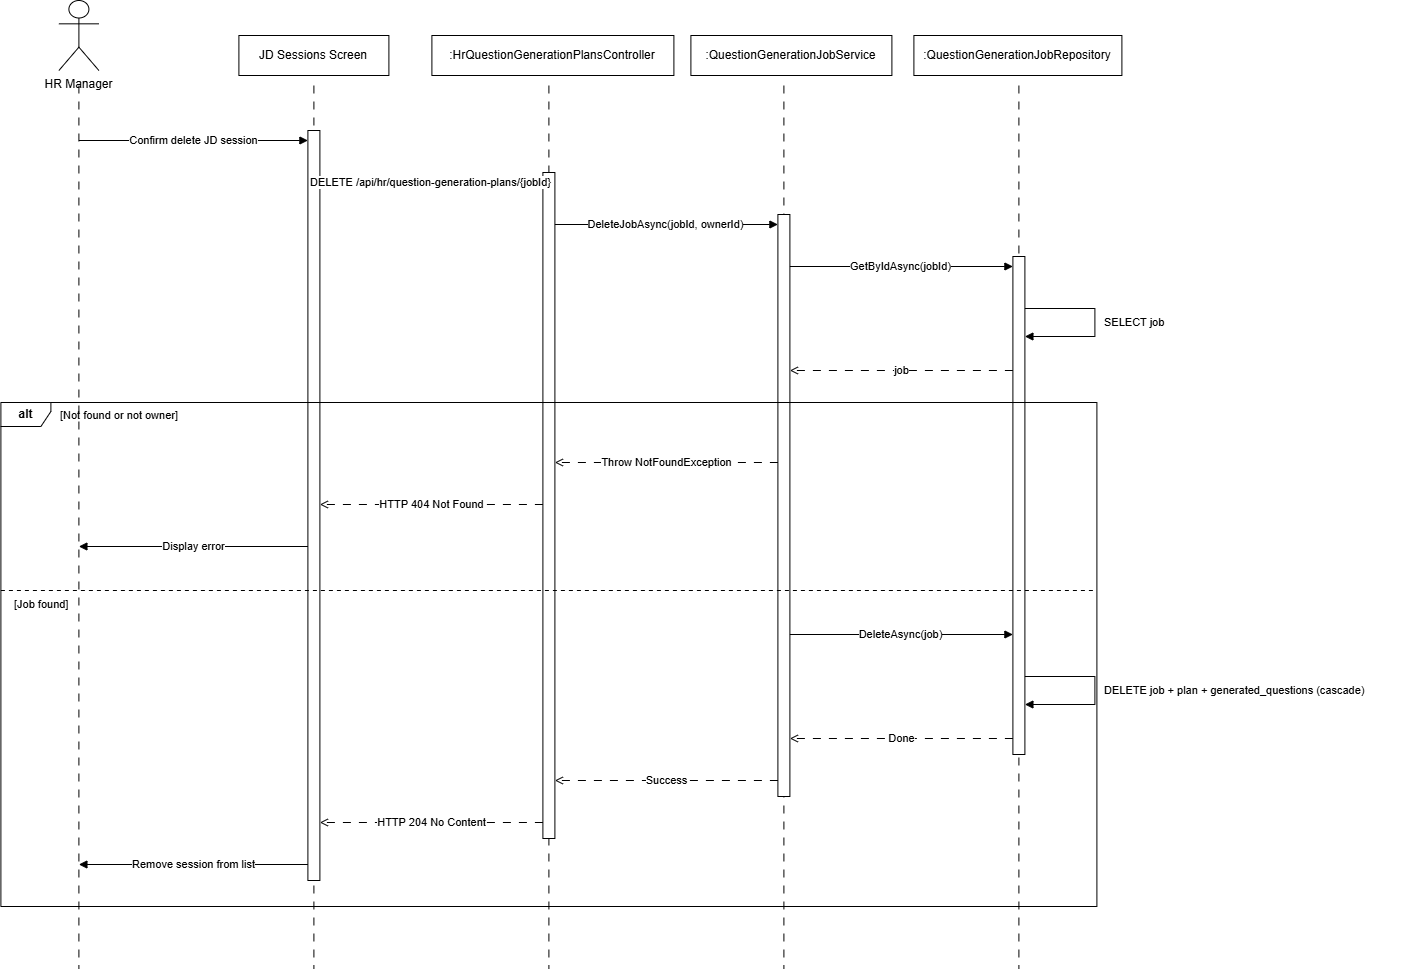 HR Manager
JD Sessions Screen
:HrQuestionGenerationPlansController
:QuestionGenerationJobService
:QuestionGenerationJobRepository
Confirm delete JD session
DELETE /api/hr/question-generation-plans/{jobId}
DeleteJobAsync(jobId, ownerId)
GetByIdAsync(jobId)
SELECT job
job
alt
[Not found or not owner]
Throw NotFoundException
HTTP 404 Not Found
Display error
[Job found]
DeleteAsync(job)
DELETE job + plan + generated_questions (cascade)
Done
Success
HTTP 204 No Content
Remove session from list